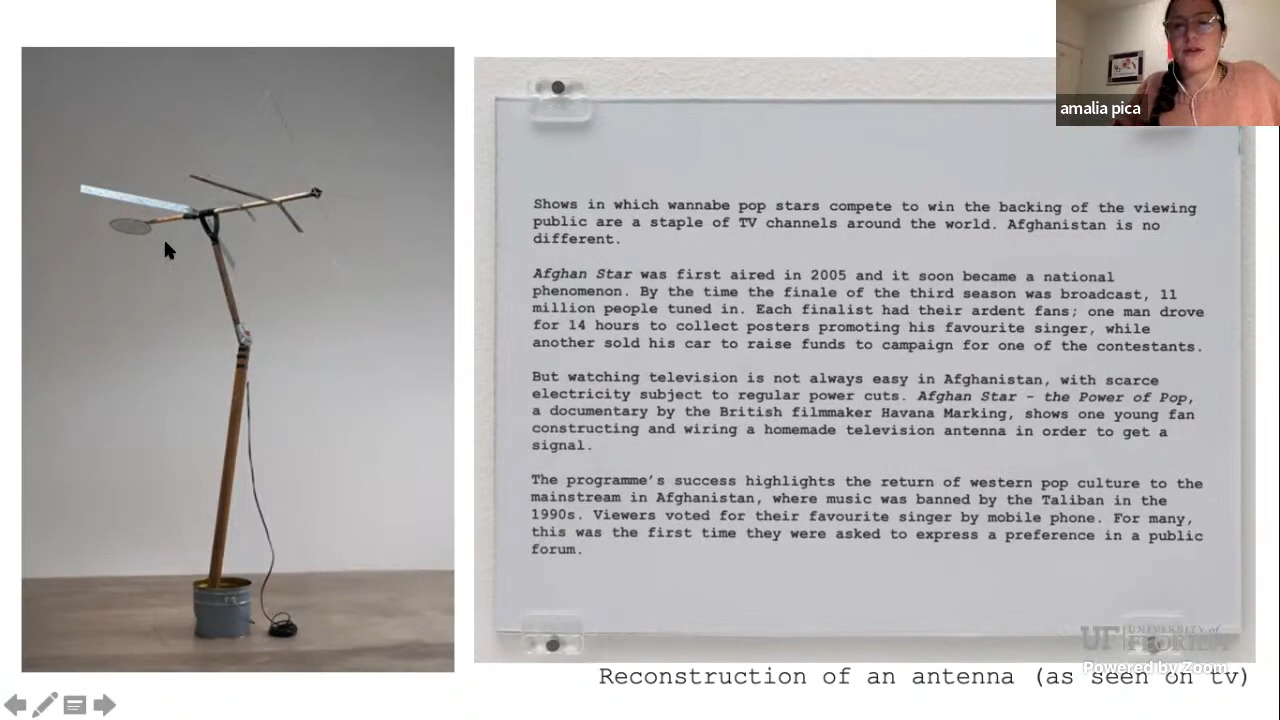 amalia pica
Shows in which wannabe pop stars compete to win the backing of the viewing
public are a staple of TV channels around the world. Afghanistan is no
different.
Afghan Star was first aired in 2005 and it soon became a national
phenomenon. By the time the finale of the third season was broadcast, 11
million people tuned in. Each finalist had their ardent fans; one man drove
for 14 hours to collect posters promoting his favourite singer, while
another sold his car to raise funds to campaign for one of the contestants.
But watching television is not always easy in Afghanistan, with scarce
electricity subject to regular power cuts. Afghan Star - the Power of Pop,
a documentary by the British filmmaker Havana Marking, shows one young fan
constructing and wiring a homemade television antenna in order to get a
signal.
The programme's success highlights the return of western pop culture to the
mainstream in Afghanistan, where music was banned by the Taliban in the
1990s. Viewers voted for their favourite singer by mobile phone. For many,
this was the first time they were asked to express a preference in a public
forum.
UF UNIVERSITY of
FLORIDA
Powered by Zoom
Reconstruction of an antenna (as seen on tv)